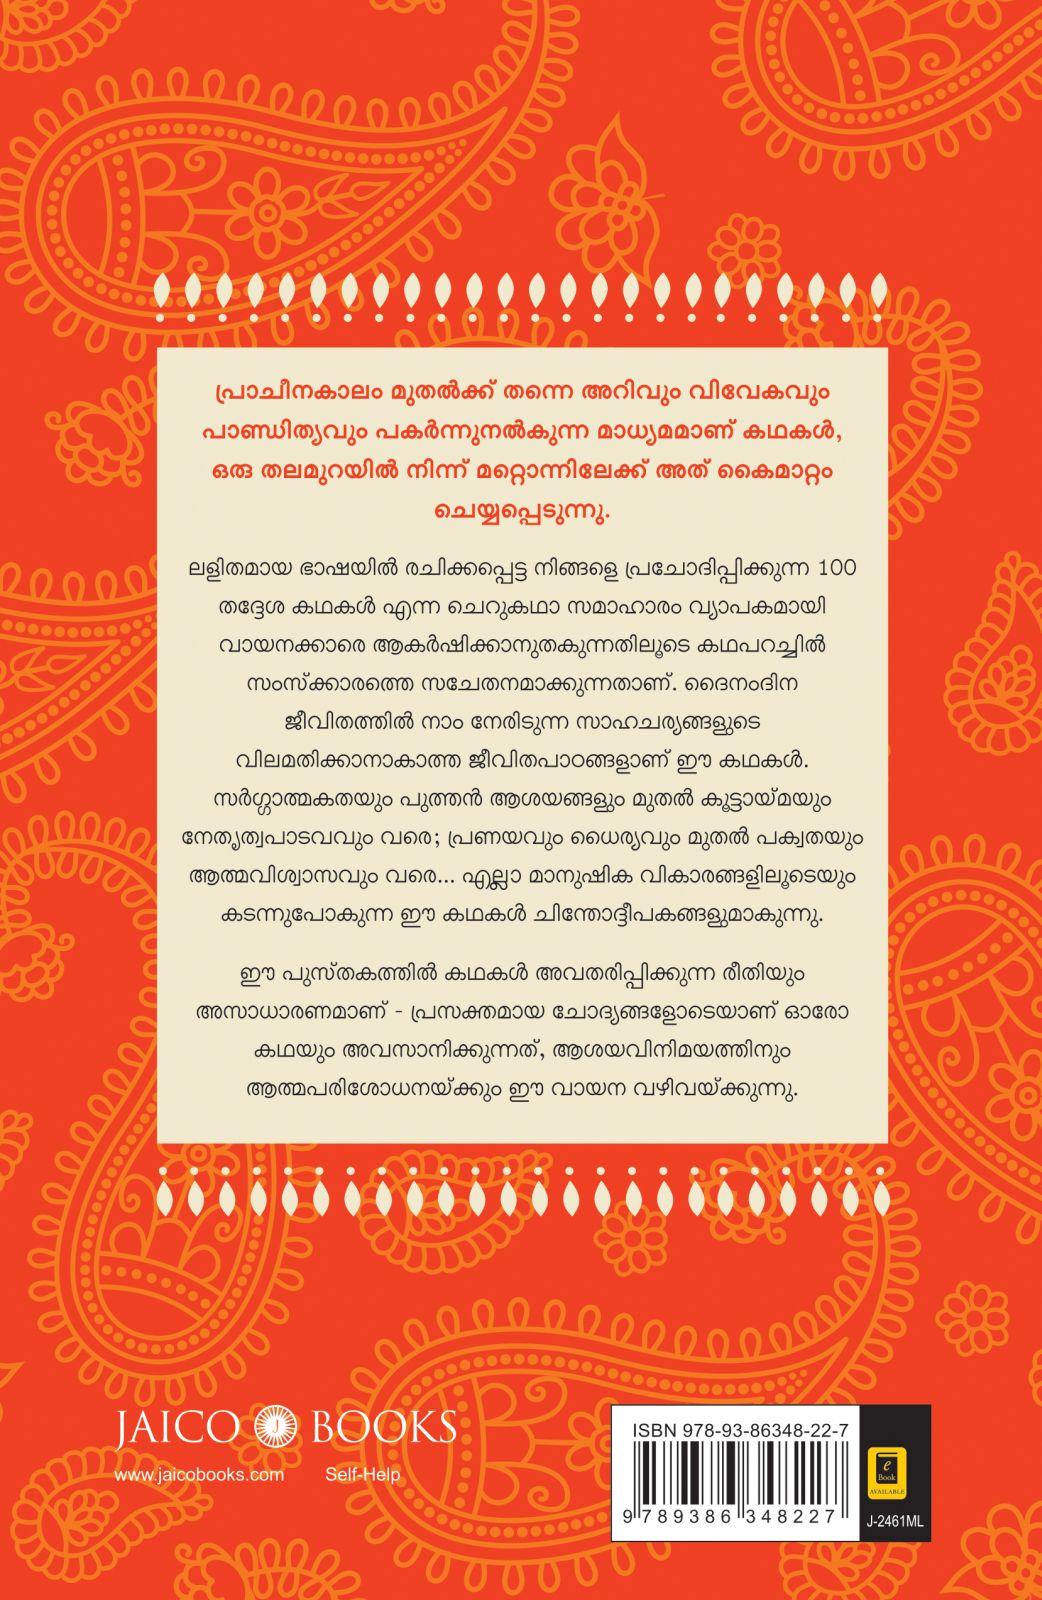 പ്രാചീനകാലം മുതൽക്ക് തന്നെ അറിവും വിവേകവും
പാണ്ഡിത്യവും പകർന്നുനൽകുന്ന മാധ്യമമാണ് കഥകൾ,
ഒരു തലമുറയിൽ നിന്ന് മറ്റൊന്നിലേക്ക് അത് കൈമാറ്റം
ചെയ്യപ്പെടുന്നു.
ലളിതമായ ഭാഷയിൽ രചിക്കപ്പെട്ട നിങ്ങളെ പ്രചോദിപ്പിക്കുന്ന 100
തദ്ദേശ കഥകൾ എന്ന ചെറുകഥാ സമാഹാരം വ്യാപകമായി
വായനക്കാരെ ആകർഷിക്കാനുതകുന്നതിലൂടെ കഥപറച്ചിൽ
സംസ്ക്കാരത്തെ സചേതനമാക്കുന്നതാണ്. ദൈനംദിന
ജീവിതത്തിൽ നാം നേരിടുന്ന സാഹചര്യങ്ങളുടെ
വിലമതിക്കാനാകാത്ത ജീവിതപാഠങ്ങളാണ് ഈ കഥകൾ.
സർഗ്ഗാത്മകതയും പുത്തൻ ആശയങ്ങളും മുതൽ കൂട്ടായ്മയും
നേതൃത്വപാടവവും വരെ; പ്രണയവും ധൈര്യവും മുതൽ പക്വതയും
ആത്മവിശ്വാസവും വരെ... എല്ലാ മാനുഷിക വികാരങ്ങളിലൂടെയും
കടന്നുപോകുന്ന ഈ കഥകൾ ചിന്തോദ്ദീപകങ്ങളുമാകുന്നു.
ഈ പുസ്തകത്തിൽ കഥകൾ അവതരിപ്പിക്കുന്ന രീതിയും
അസാധാരണമാണ് - പ്രസക്തമായ ചോദ്യങ്ങളോടെയാണ് ഓരോ
കഥയും അവസാനിക്കുന്നത്, ആശയവിനിമയത്തിനും
ആത്മപരിശോധനയ്ക്കും ഈ വായന വഴിവയ്ക്കുന്നു.
JAICO J BOOKS
www.jaicobooks.com Self-Help
ISBN 978-93-86348-22-7
9 789386 348227
e
Book
AVAILABLE
J-2461ML